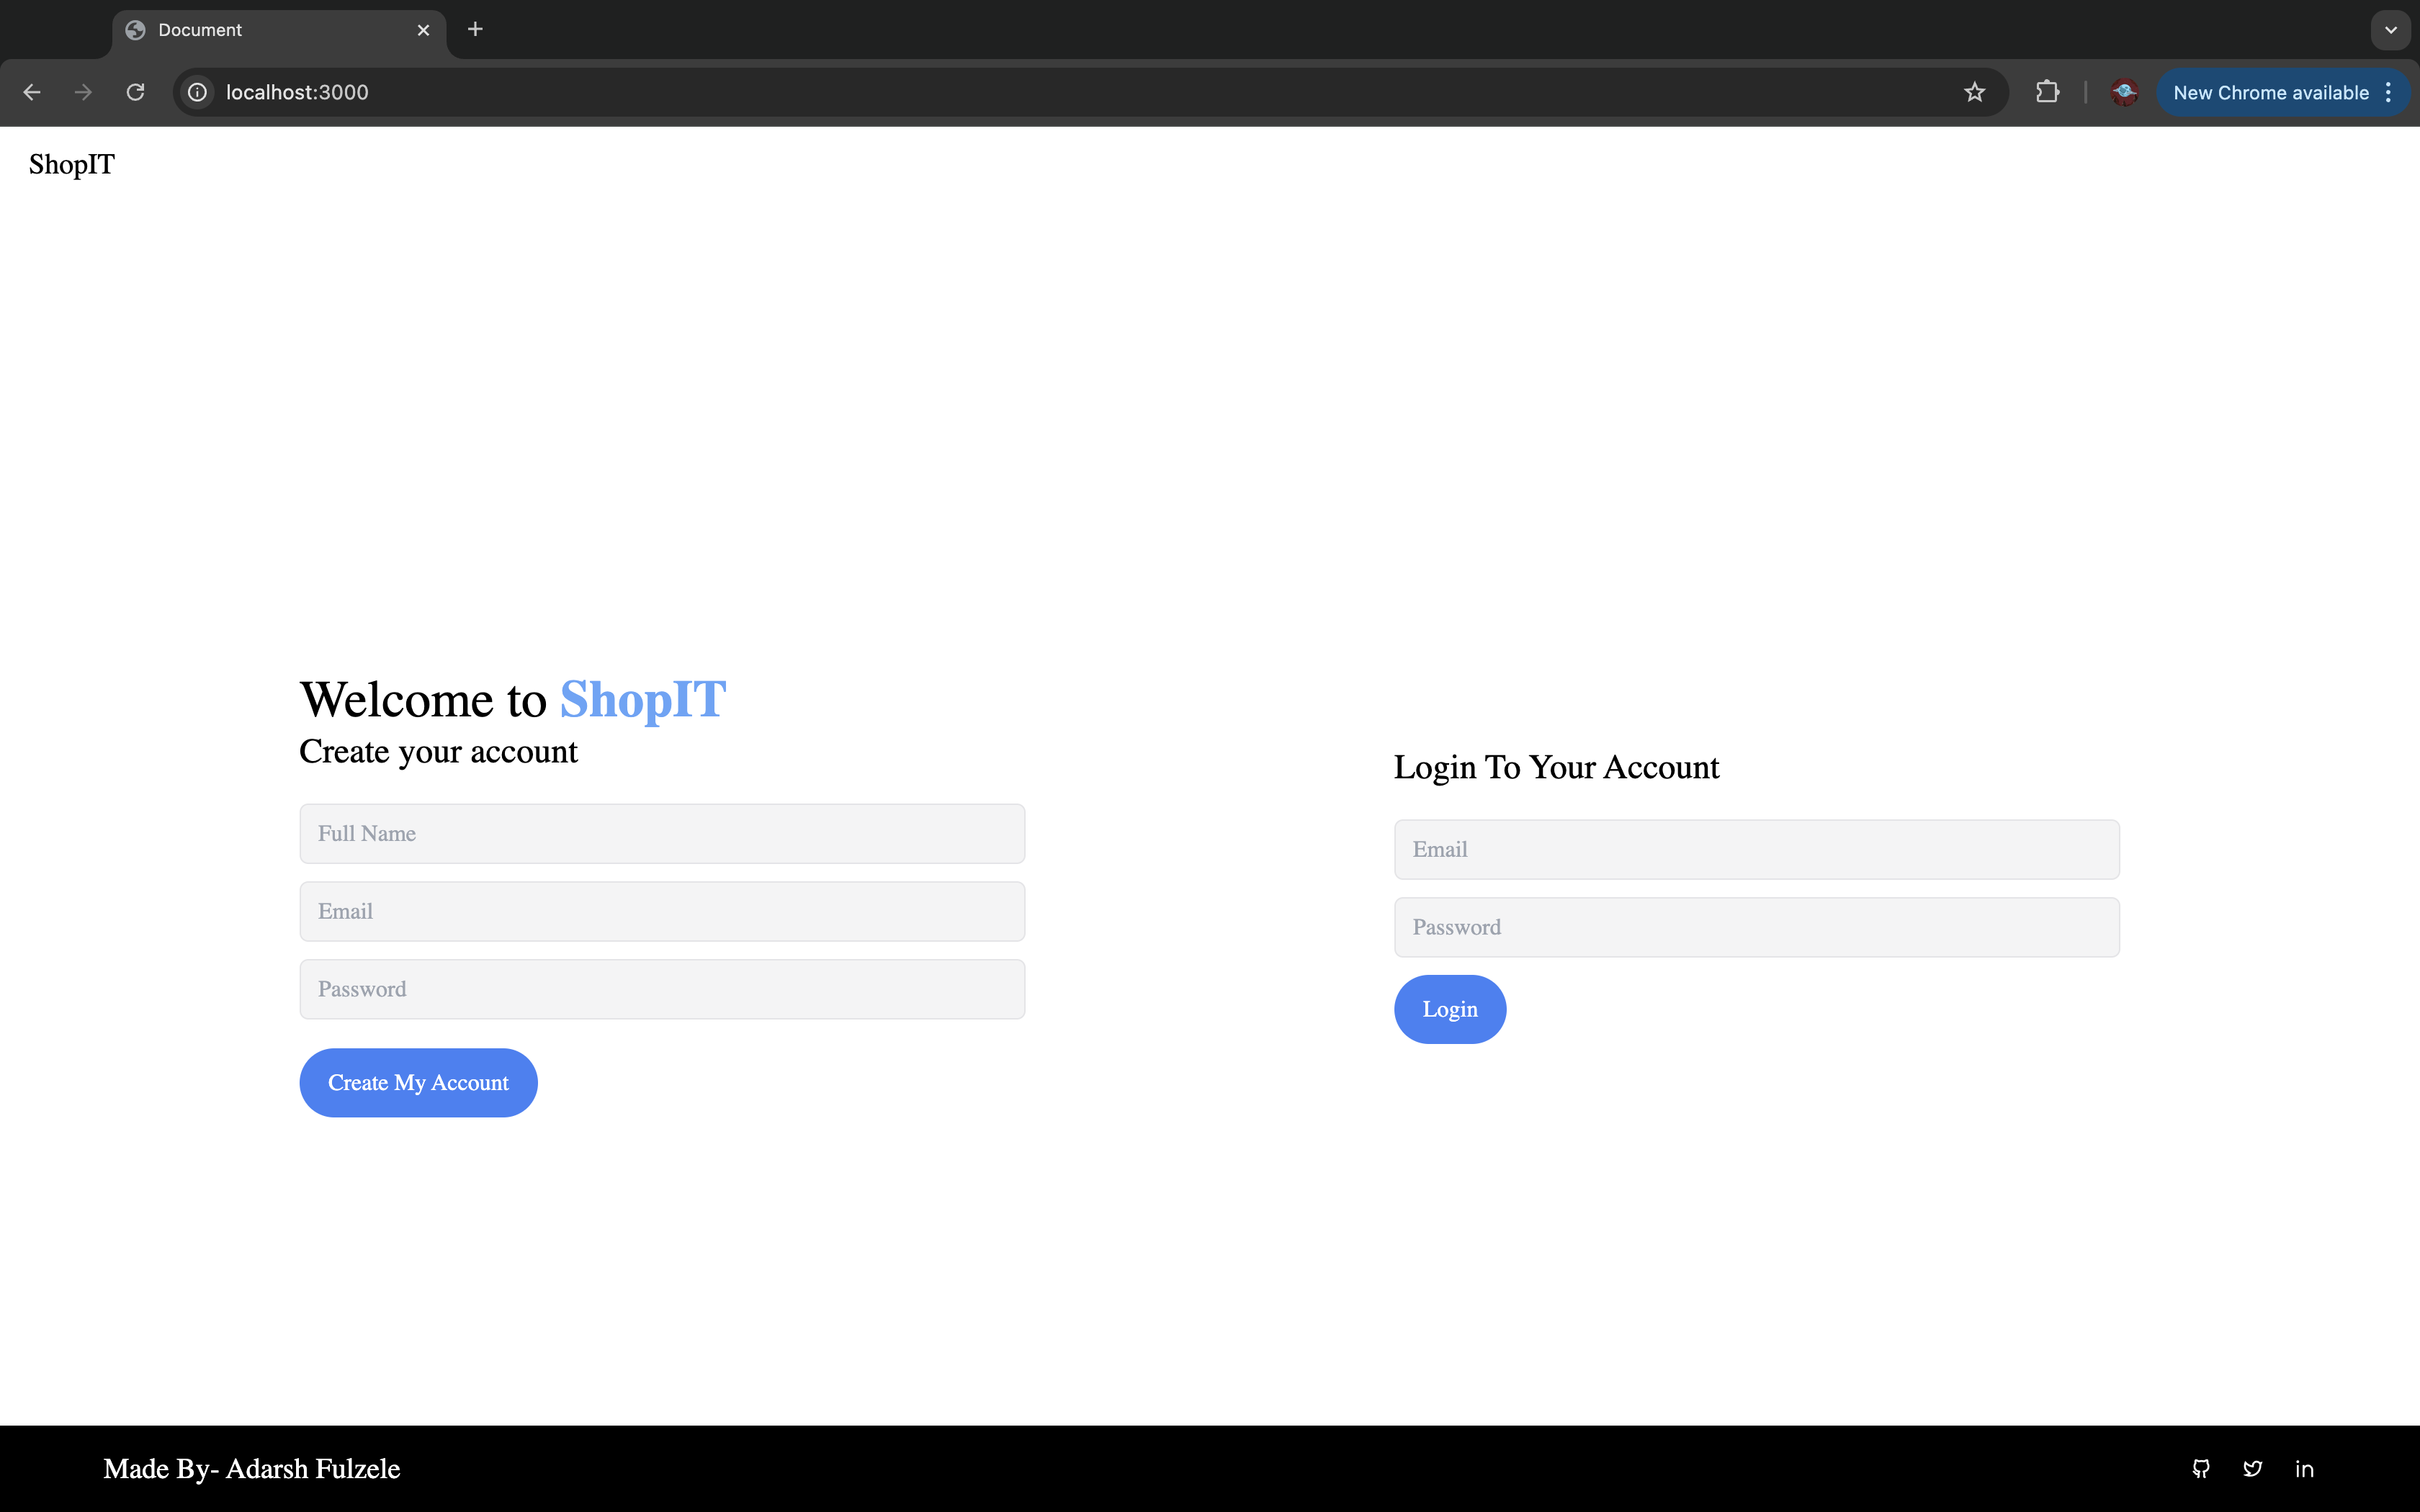 Document
localhost:3000
New Chrome available
ShopIT
Welcome to ShopIT
Create your account
Full Name
Email
Password
Create My Account
Login To Your Account
Email
Password
Login
Made By- Adarsh Fulzele
in